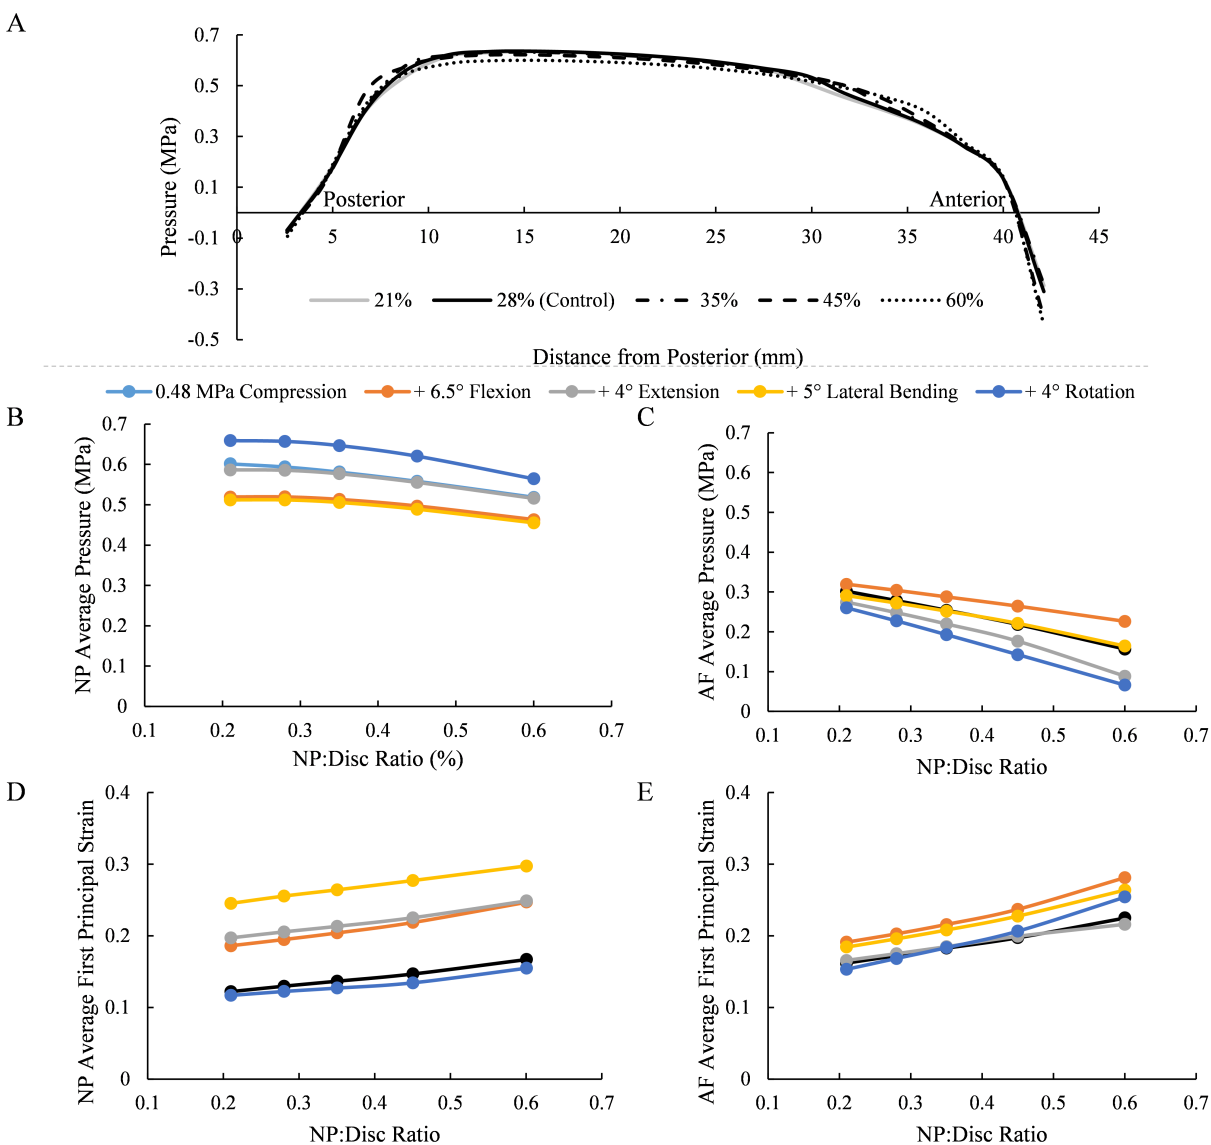 A
Pressure (MPa)
0.7
0.5
0.3
0.1
-0.1
-0.3
-0.5
Posterior
Anterior
0 5 10 15 20 25 30 35 40 45
21% 28% (Control) 35% 45% 60%
Distance from Posterior (mm)
0.48 MPa Compression + 6.5° Flexion + 4° Extension + 5° Lateral Bending + 4° Rotation
B
NP Average Pressure (MPa)
0.7
0.6
0.5
0.4
0.3
0.2
0.1
0
0.1 0.2 0.3 0.4 0.5 0.6 0.7
NP:Disc Ratio (%)
C
AF Average Pressure (MPa)
0.7
0.6
0.5
0.4
0.3
0.2
0.1
0
0.1 0.2 0.3 0.4 0.5 0.6 0.7
NP:Disc Ratio
D
NP Average First Principal Strain
0.4
0.3
0.2
0.1
0
0.1 0.2 0.3 0.4 0.5 0.6 0.7
NP:Disc Ratio
E
AF Average First Principal Strain
0.4
0.3
0.2
0.1
0
0.1 0.2 0.3 0.4 0.5 0.6 0.7
NP:Disc Ratio